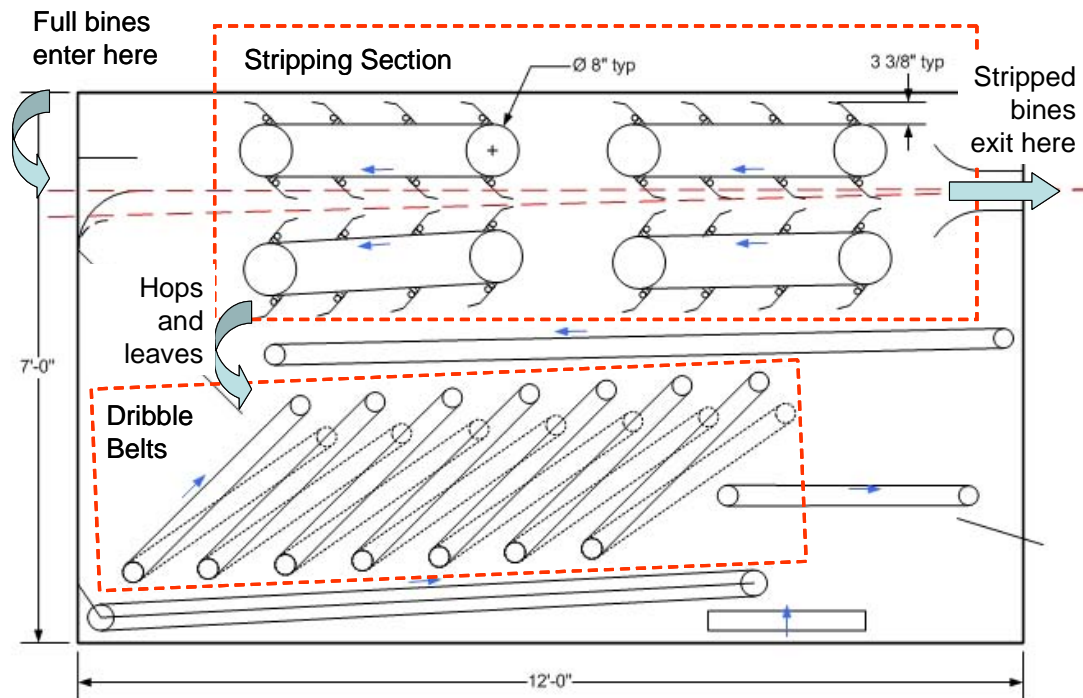 Full bines
enter here
Stripping Section
Ø 8" typ
3 3/8" typ
Stripped
bines
exit here
Hops
and
leaves
7'-0"
Dribble
Belts
12'-0"